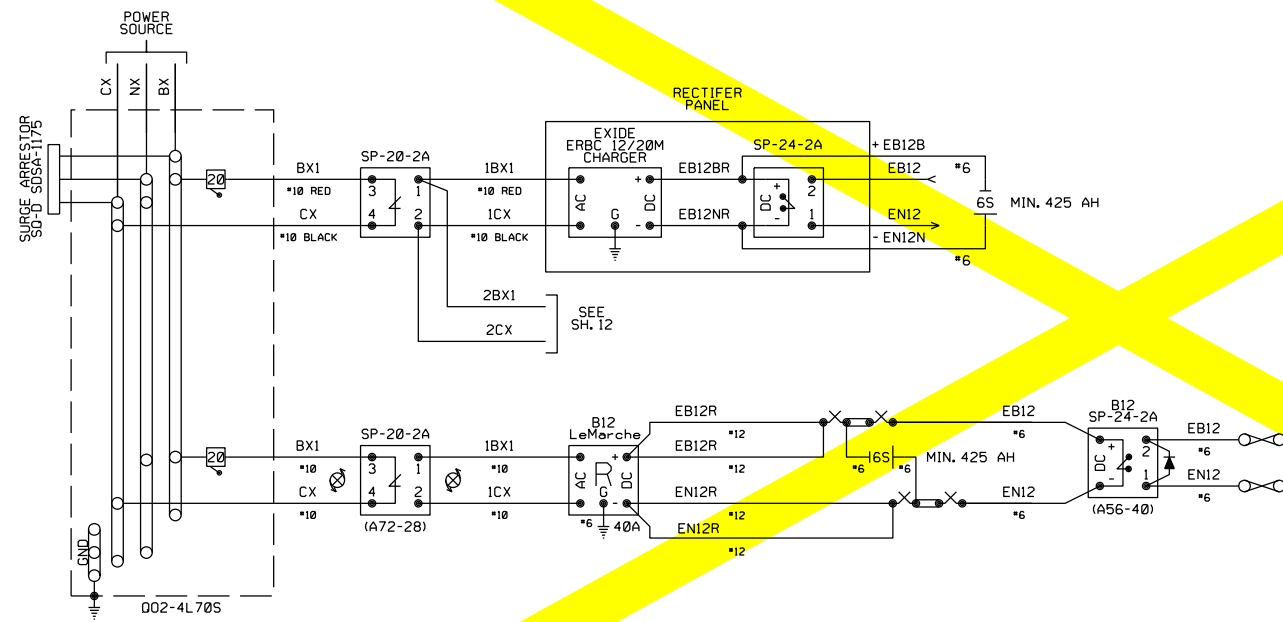 POWER
SOURCE
CX
NX
BX
SURGE ARRESTOR
SQ-D SDSA-1175
20
BX1
#10 RED
CX
#10 BLACK
SP-20-2A
3
1
4
2
1BX1
#10 RED
1CX
#10 BLACK
RECTIFER
PANEL
EXIDE
ERBC 12/20M
CHARGER
AC
+
DC
G
-
EB12BR
EB12NR
SP-24-2A
DC
+
2
-
1
+ EB12B
#6
EB12
EN12
- EN12N
#6
6S
MIN. 425 AH
2BX1
2CX
SEE
SH. 12
20
BX1
#10
CX
#10
SP-20-2A
3
1
4
2
(A72-28)
1BX1
#10
1CX
#10
B12
LeMarche
AC
R
+
DC
G
-
#6
40A
EB12R
#12
EB12R
#12
EN12R
#12
EN12R
#12
6S
#6
#6
MIN. 425 AH
EB12
#6
EN12
#6
B12
SP-24-2A
DC
+
2
-
1
(A56-40)
EB12
#6
EN12
#6
GND
QO2-4L70S